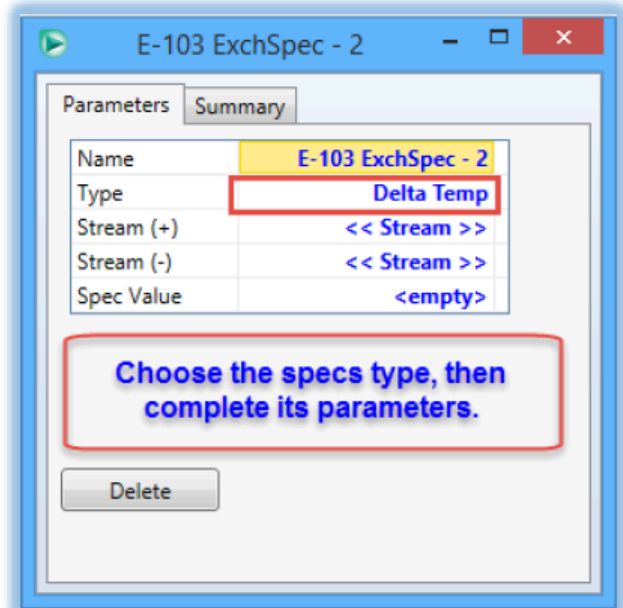 E-103 ExchSpec - 2
Parameters Summary
Name E-103 ExchSpec - 2
Type Delta Temp
Stream (+) << Stream >>
Stream (-) << Stream >>
Spec Value <empty>
Choose the specs type, then
complete its parameters.
Delete